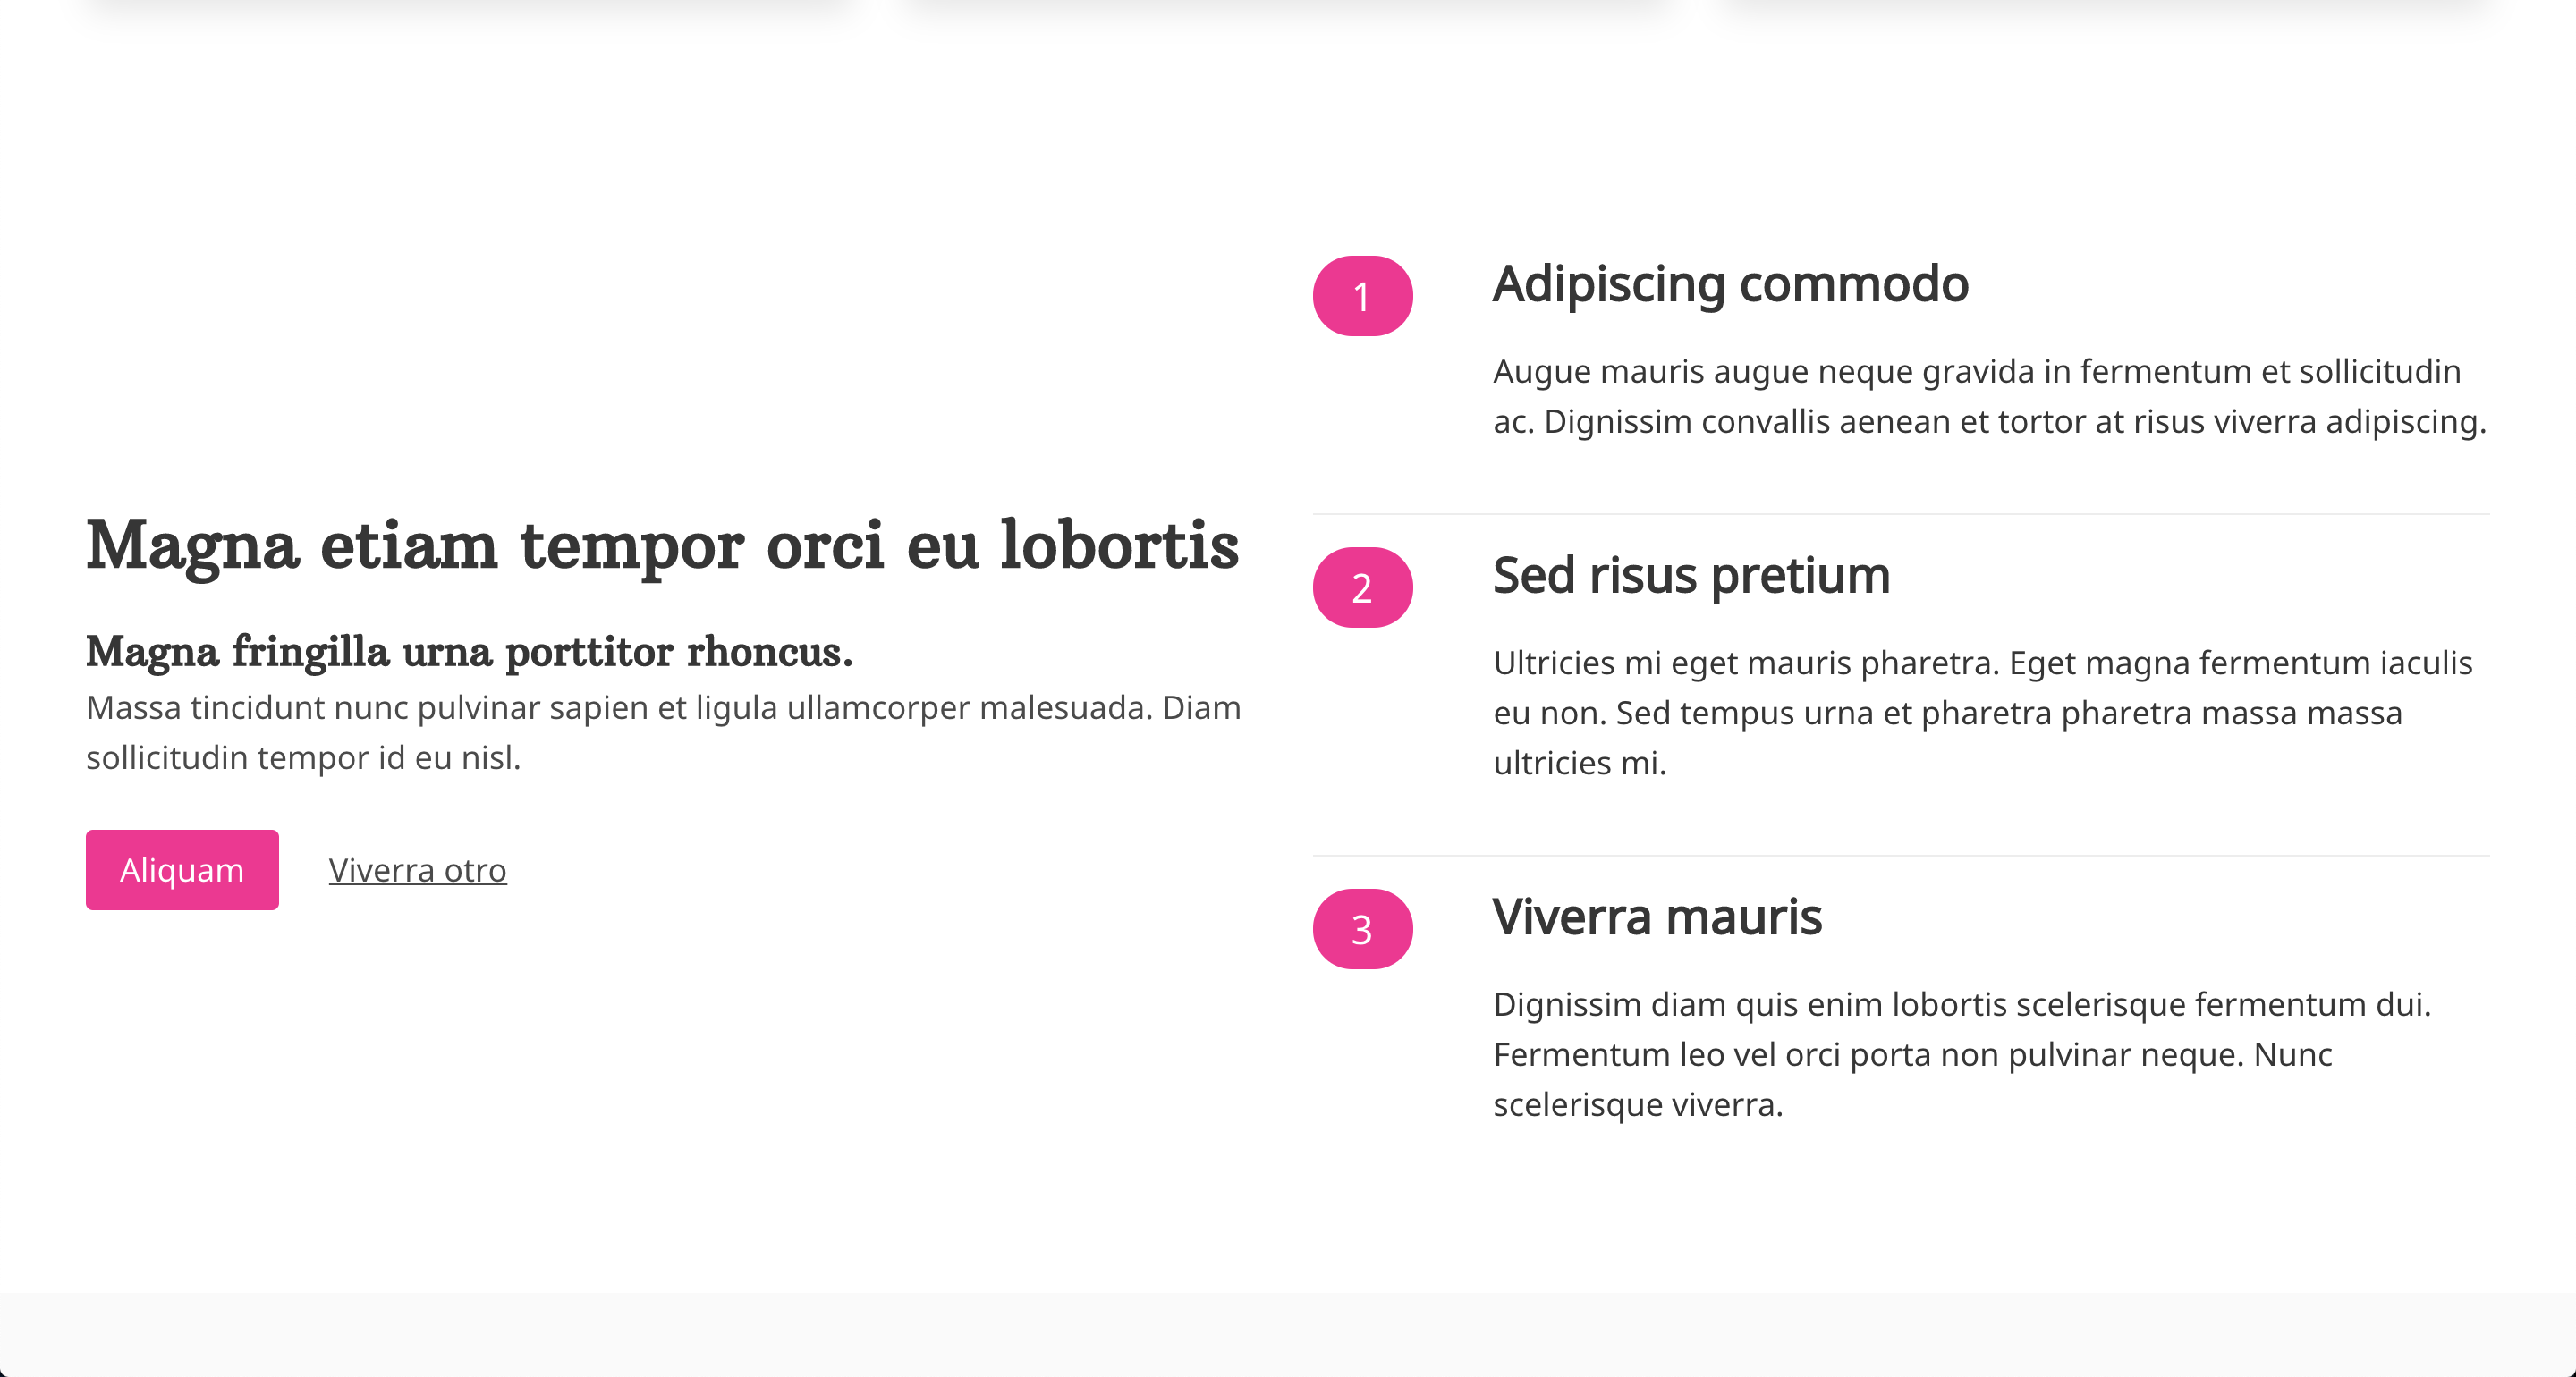 Magna etiam tempor orci eu lobortis
Magna fringilla urna porttitor rhoncus.
Massa tincidunt nunc pulvinar sapien et ligula ullamcorper malesuada. Diam
sollicitudin tempor id eu nisl.
Aliquam
Viverra otro
1
Adipiscing commodo
Augue mauris augue neque gravida in fermentum et sollicitudin
ac. Dignissim convallis aenean et tortor at risus viverra adipiscing.
2
Sed risus pretium
Ultricies mi eget mauris pharetra. Eget magna fermentum iaculis
eu non. Sed tempus urna et pharetra pharetra massa massa
ultricies mi.
3
Viverra mauris
Dignissim diam quis enim lobortis scelerisque fermentum dui.
Fermentum leo vel orci porta non pulvinar neque. Nunc
scelerisque viverra.